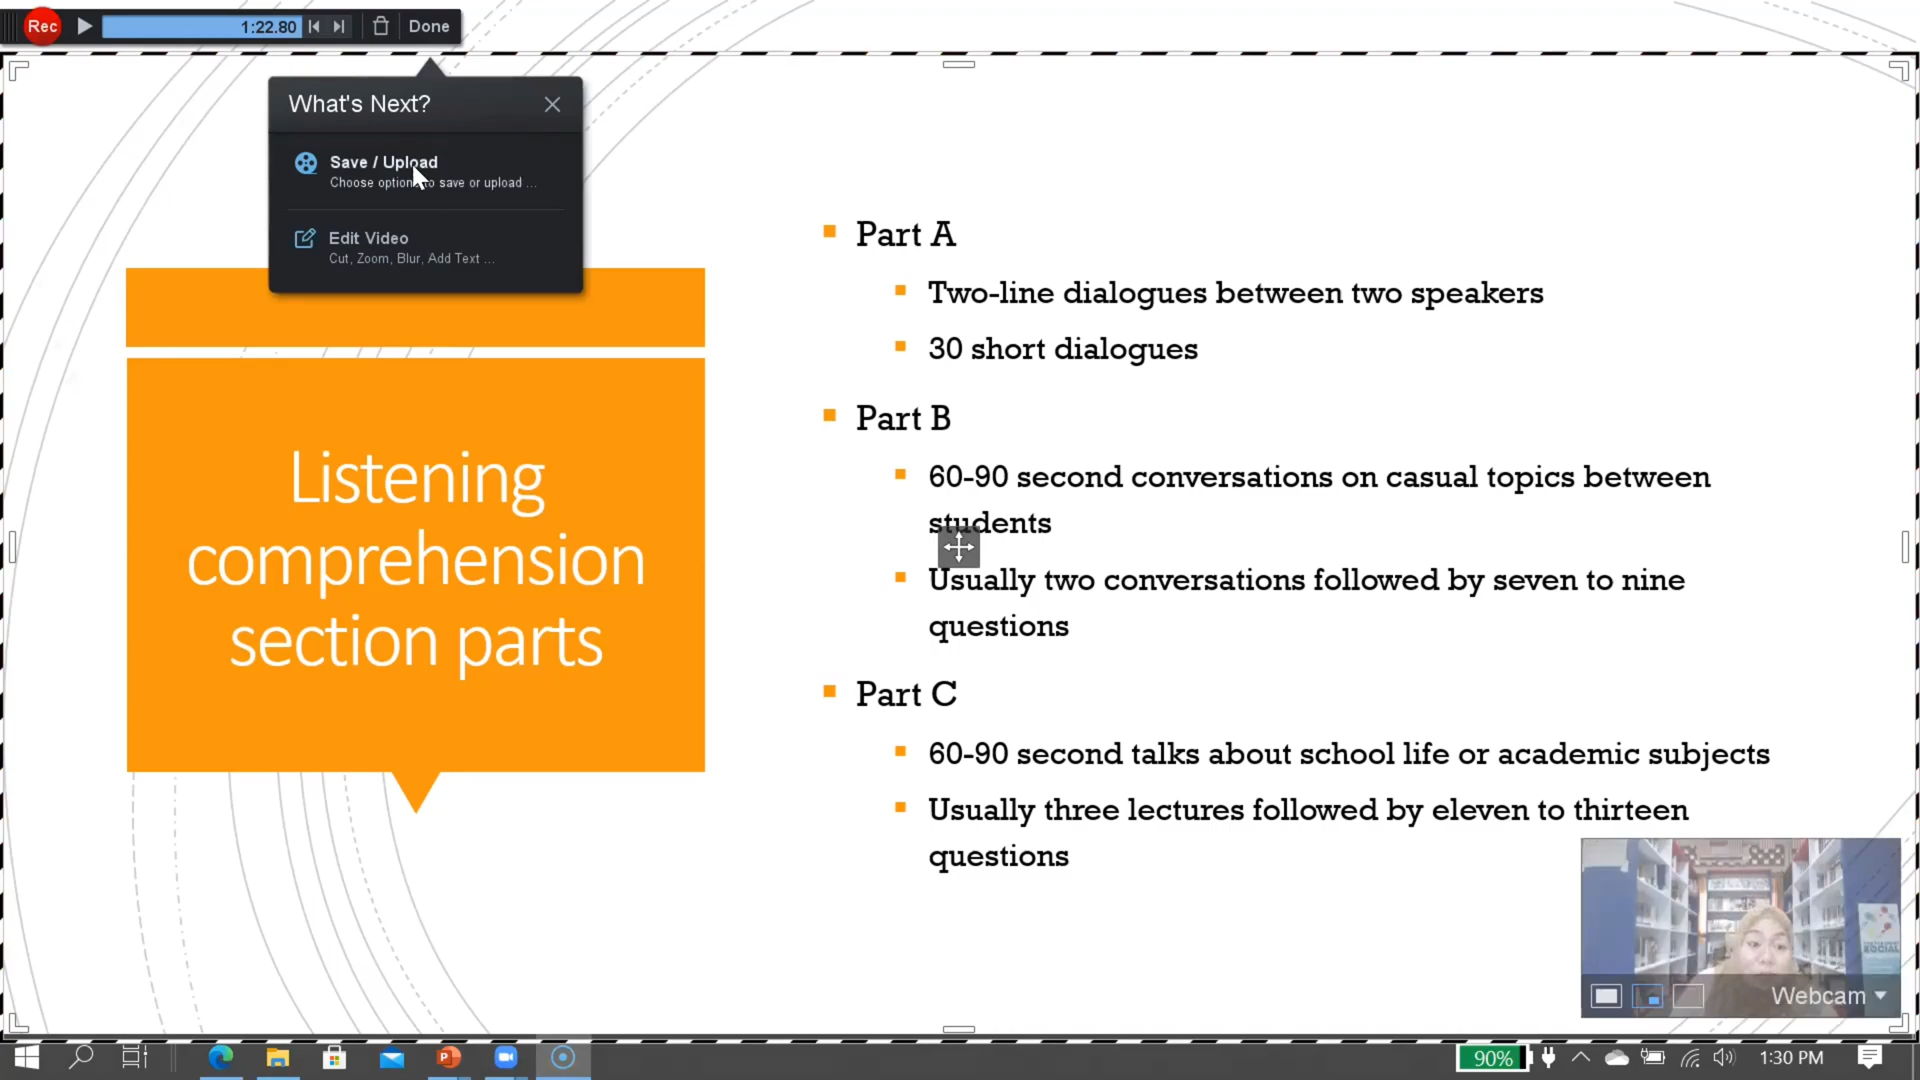 Rec
1:22.80
Done
What's Next?
Save / Upload
Choose option to save or upload ...
Edit Video
Cut, Zoom, Blur, Add Text ...
Listening
comprehension
section parts
Part A
Two-line dialogues between two speakers
30 short dialogues
Part B
60-90 second conversations on casual topics between
students
Usually two conversations followed by seven to nine
questions
Part C
60-90 second talks about school life or academic subjects
Usually three lectures followed by eleven to thirteen
questions
SOCIAL
Webcam
90%
1:30 PM